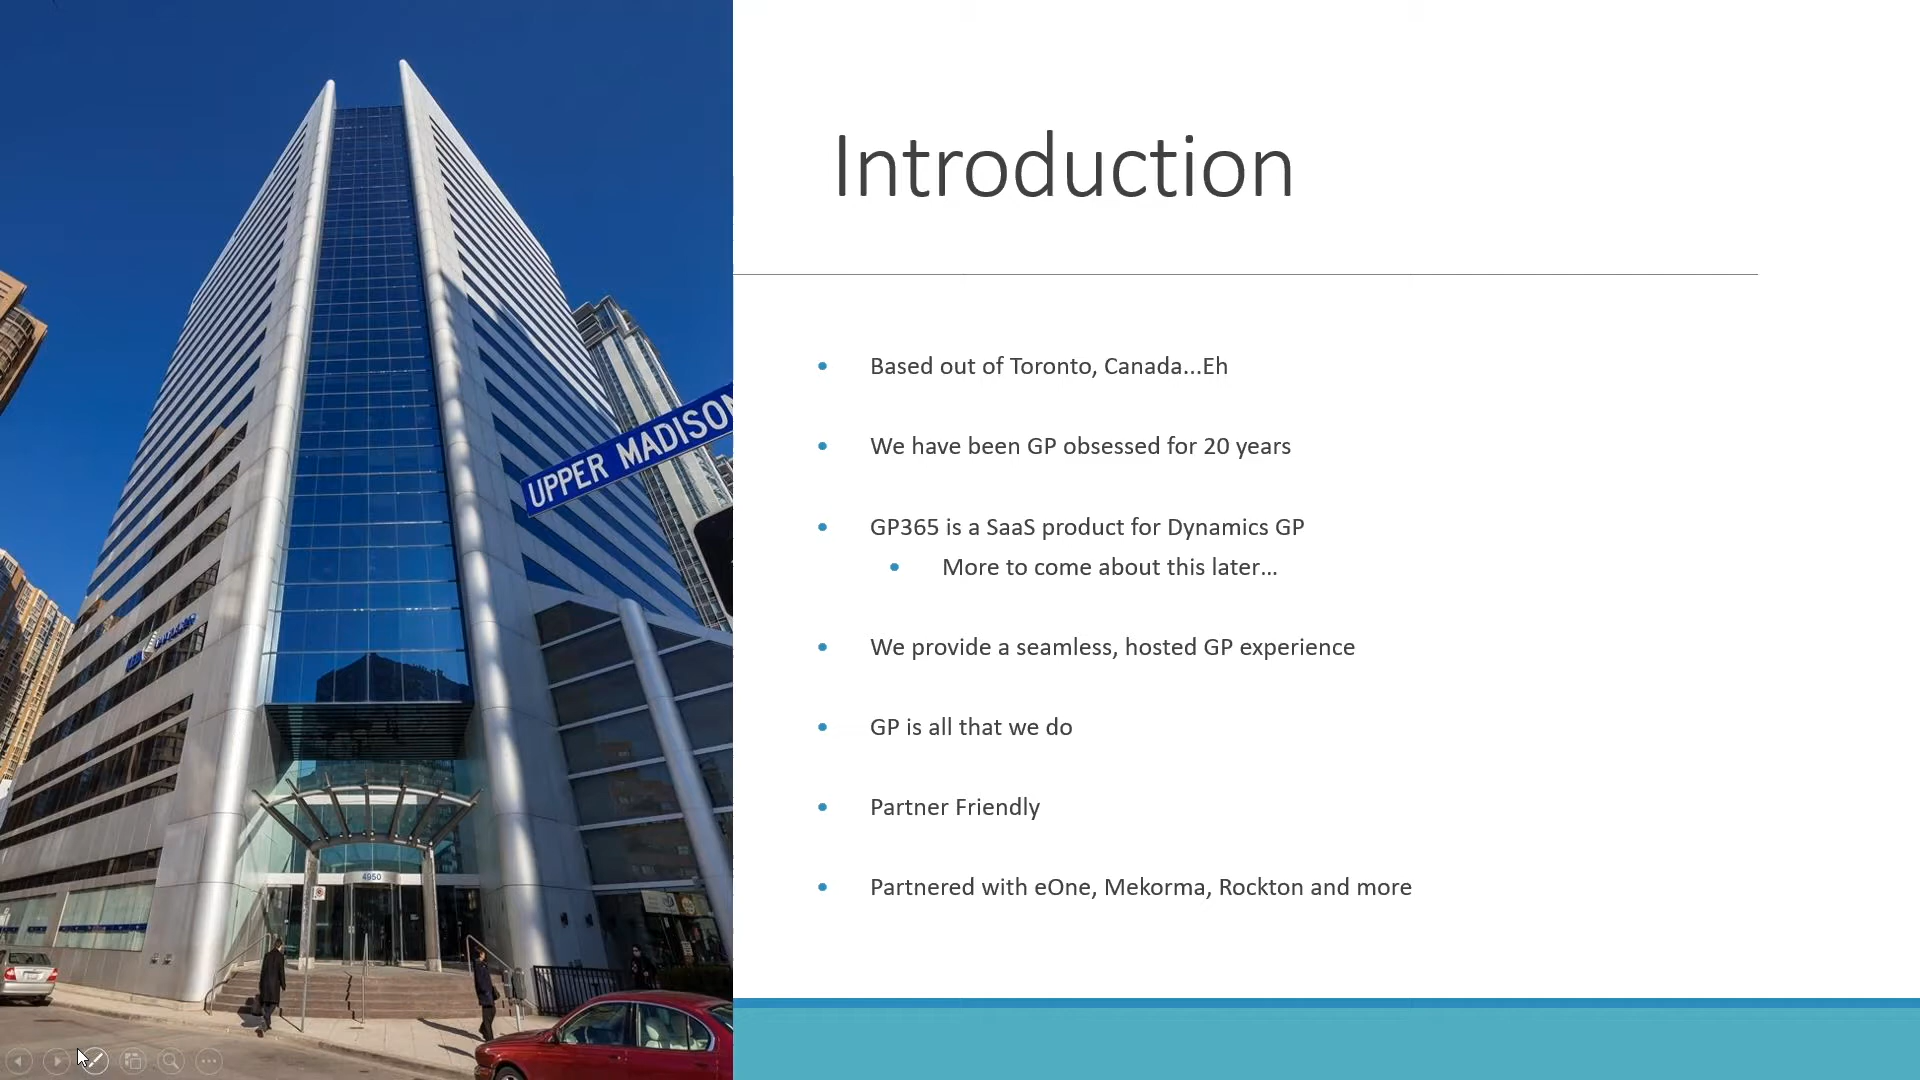 Introduction
Based out of Toronto, Canada...Eh
We have been GP obsessed for 20 years
GP365 is a SaaS product for Dynamics GP
More to come about this later...
We provide a seamless, hosted GP experience
GP is all that we do
Partner Friendly
Partnered with eOne, Mekorma, Rockton and more
UPPER MADISON
4950